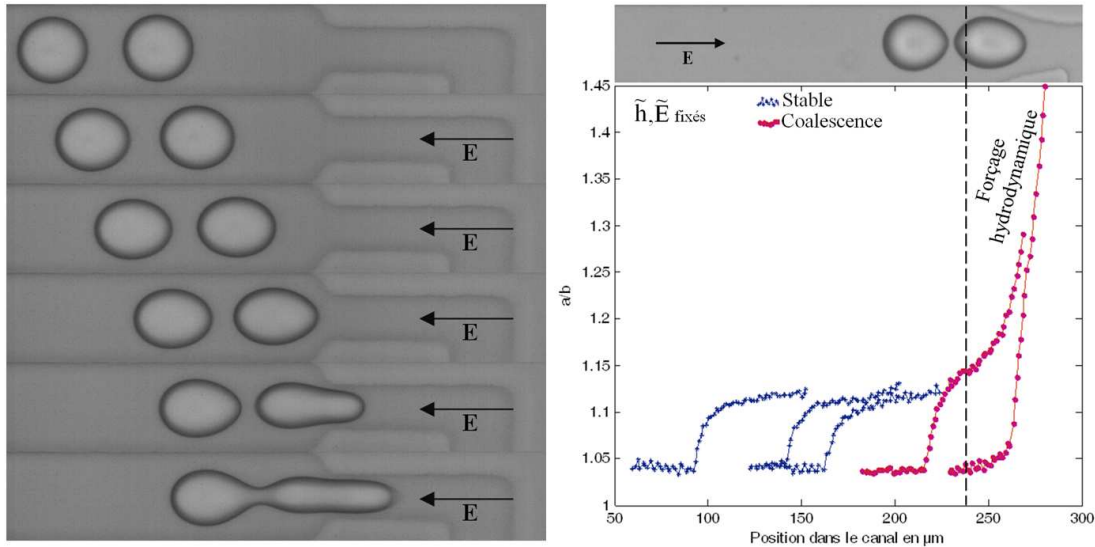 E
E
E
E
E
E
h̃,Ẽ fixés
Stable
Coalescence
Forçage
hydrodynamique
1.45
1.4
1.35
1.3
1.25
1.2
1.15
1.1
1.05
1
a/b
50
100
150
200
250
300
Position dans le canal en µm